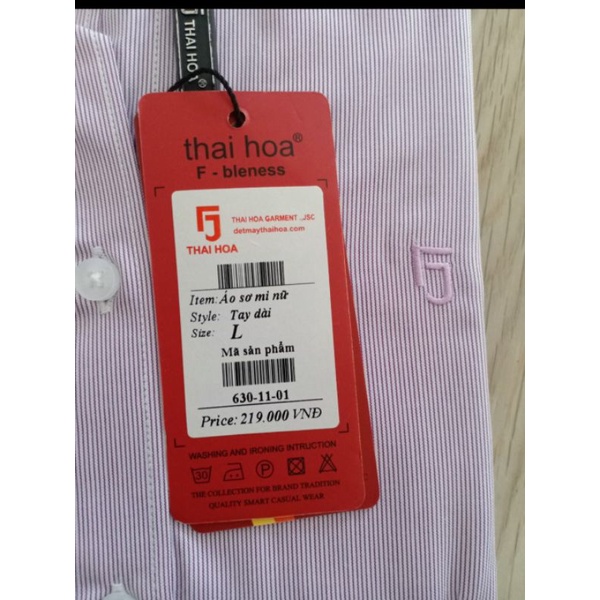 THAI HOA®
thai hoa®
F - bleness
THAI HOA GARMENT .,JSC
detmaythaihoa.com
THAI HOA
Item: Áo sơ mi nữ
Style: Tay dài
Size: L
Mã sản phẩm
630-11-01
Price: 219.000 VNĐ
WASHING AND IRONING INTRUCTION
30 P
THE COLLECTION FOR BRAND TRADITION
QUALITY SMART CASUAL WEAR